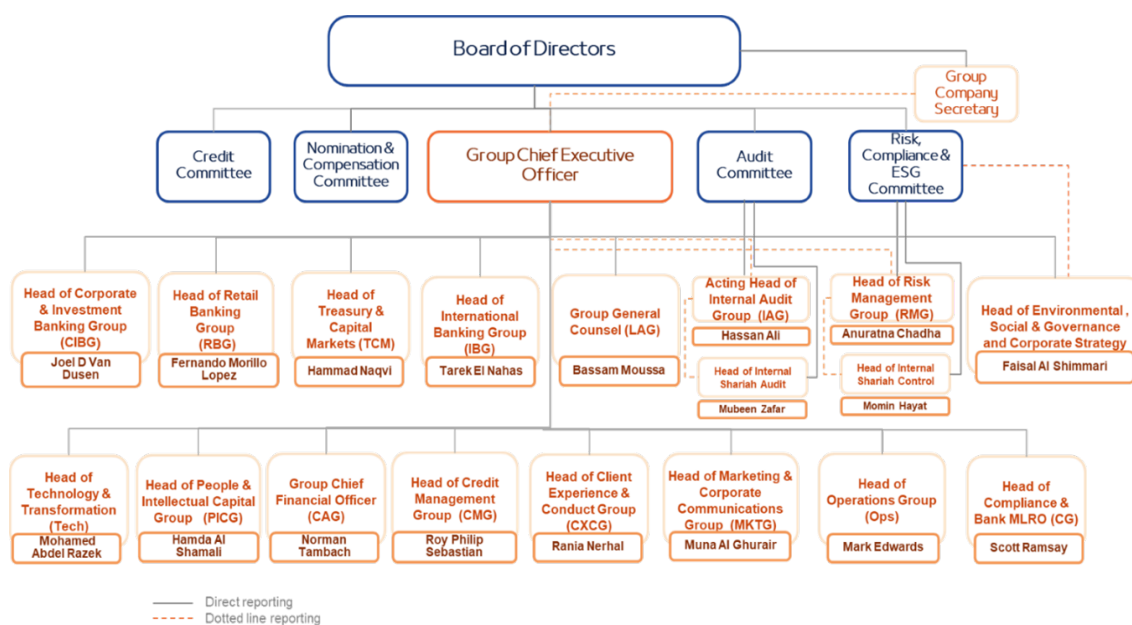 Board of Directors
Group
Company
Secretary
Credit
Committee
Nomination &
Compensation
Committee
Group Chief Executive
Officer
Audit
Committee
Risk,
Compliance &
ESG
Committee
Head of Corporate
& Investment
Banking Group
(CIBG)
Joel D Van
Dusen
Head of Retail
Banking
Group
(RBG)
Fernando Morillo
Lopez
Head of
Treasury &
Capital
Markets (TCM)
Hammad Naqvi
Head of
International
Banking Group
(IBG)
Tarek El Nahas
Group General
Counsel (LAG)
Bassam Moussa
Acting Head of
Internal Audit
Group (IAG)
Hassan Ali
Head of Internal
Shariah Audit
Mubeen Zafar
Head of Risk
Management
Group (RMG)
Anuratna Chadha
Head of Internal
Shariah Control
Momin Hayat
Head of Environmental ,
Social & Governance
and Corporate Strategy
Faisal Al Shimmari
Head of
Technology &
Transformation
(Tech)
Mohamed
Abdel Razek
Head of People &
Intellectual Capital
Group (PICG)
Hamda Al
Shamali
Group Chief
Financial Officer
(CAG)
Norman
Tambach
Head of Credit
Management
Group (CMG)
Roy Philip
Sebastian
Head of Client
Experience &
Conduct Group
(CXCG)
Rania Nerhal
Head of Marketing &
Corporate
Communications
Group (MKTG)
Muna Al Ghurair
Head of
Operations Group
(Ops)
Mark Edwards
Head of
Compliance &
Bank MLRO (CG)
Scott Ramsay
Direct reporting
Dotted line reporting